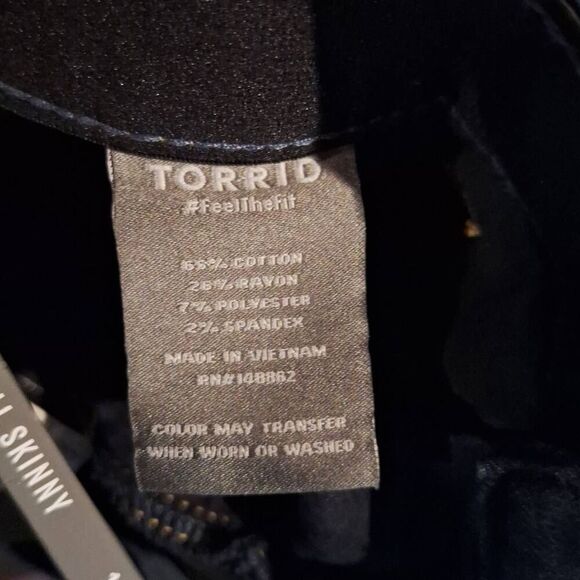 TORRID
#FeelTheFit
65% COTTON
26% RAYON
7% POLYESTER
2% SPANDEX
MADE IN VIETNAM
RN#148862
COLOR MAY TRANSFER
WHEN WORN OR WASHED
SKINNY